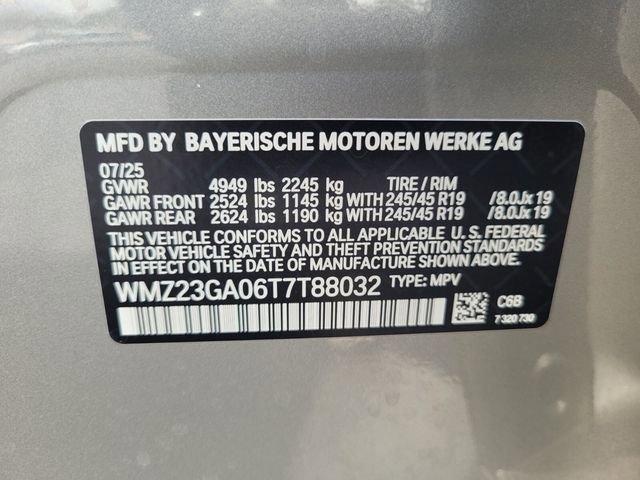 MFD BY BAYERISCHE MOTOREN WERKE AG
07/25
GVWR 4949 lbs 2245 kg TIRE / RIM
GAWR FRONT 2524 lbs 1145 kg WITH 245/45 R19 /8.0Jx19
GAWR REAR 2624 lbs 1190 kg WITH 245/45 R19 /8.0Jx19
THIS VEHICLE CONFORMS TO ALL APPLICABLE U. S. FEDERAL
MOTOR VEHICLE SAFETY AND THEFT PREVENTION STANDARDS
IN EFFECT ON THE DATE OF MANUFACTURE SHOWN ABOVE.
WMZ23GA06T7T88032 TYPE: MPV
C6B
7 320 730